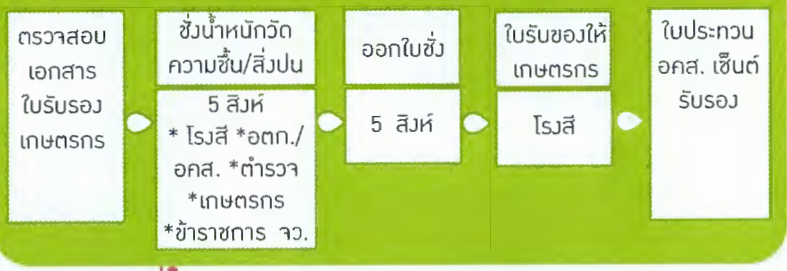 ตรวจสอบ
เอกสาร
ใบรับรอง
เกษตรกร
ชั่งน้ำหนักวัด
ความชื้น/สิ่งปน
5 สิงห์
* โรงสี *อตก./
อคส. *ตำรวจ
*เกษตรกร
*ข้าราชการ จว.
ออกใบชั่ง
5 สิงห์
ใบรับของให้
เกษตรกร
โรงสี
ใบประทวน
อคส. เซ็นต์
รับรอง